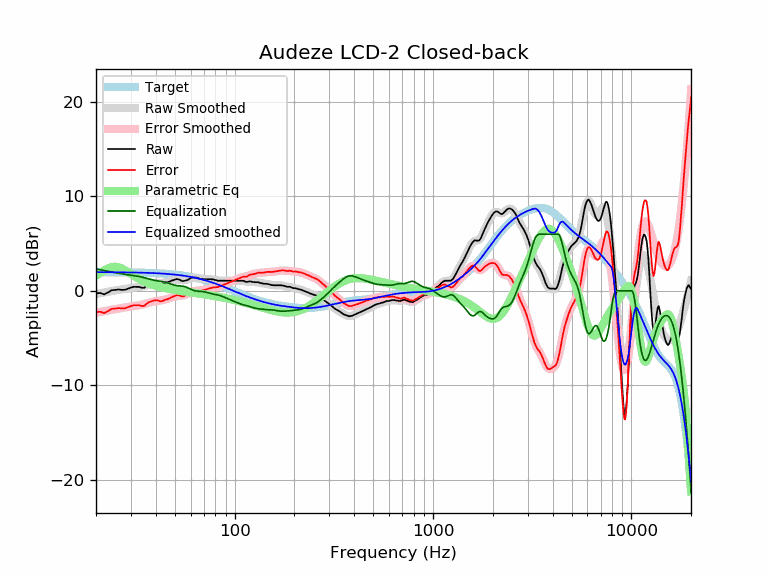 Audeze LCD-2 Closed-back
Target
Raw Smoothed
Error Smoothed
Raw
Error
Parametric Eq
Equalization
Equalized smoothed
20
10
0
−10
−20
Amplitude (dBr)
100
1000
10000
Frequency (Hz)